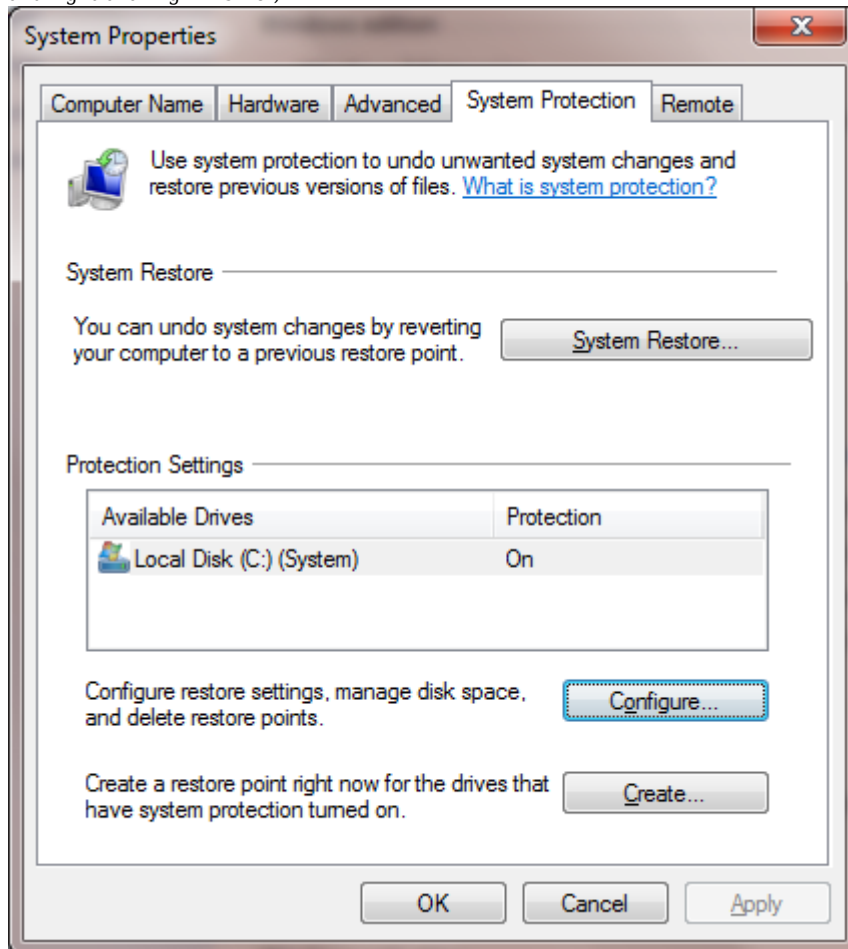 System Properties
Computer Name
Hardware
Advanced
System Protection
Remote
Use system protection to undo unwanted system changes and
restore previous versions of files. What is system protection?
System Restore
You can undo system changes by reverting
your computer to a previous restore point.
System Restore...
Protection Settings
Available Drives
Protection
Local Disk (C:) (System)
On
Configure restore settings, manage disk space,
and delete restore points.
Configure...
Create a restore point right now for the drives that
have system protection turned on.
Create...
OK
Cancel
Apply